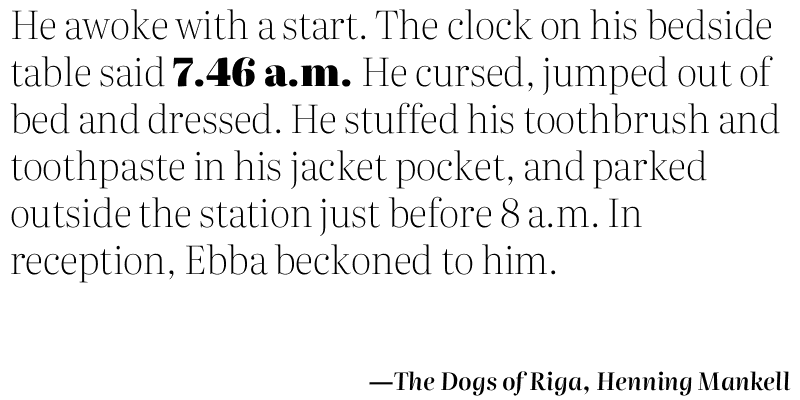 He awoke with a start. The clock on his bedside
table said 7.46 a.m. He cursed, jumped out of
bed and dressed. He stuffed his toothbrush and
toothpaste in his jacket pocket, and parked
outside the station just before 8 a.m. In
reception, Ebba beckoned to him.
—The Dogs of Riga, Henning Mankell